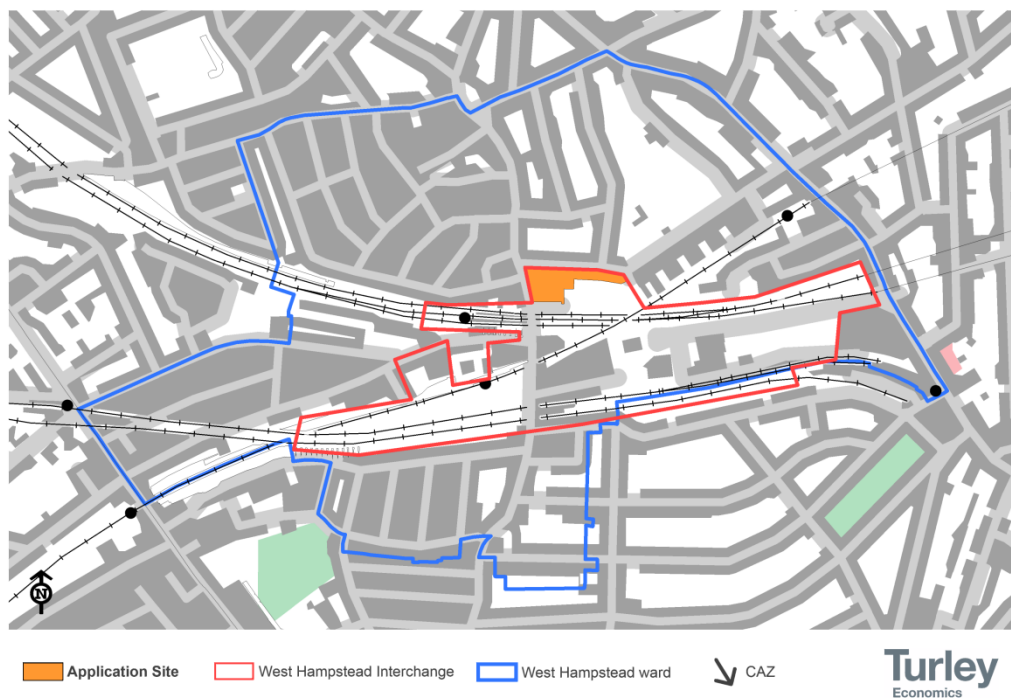 N
Application Site
West Hampstead Interchange
West Hampstead ward
CAZ
Turley
Economics